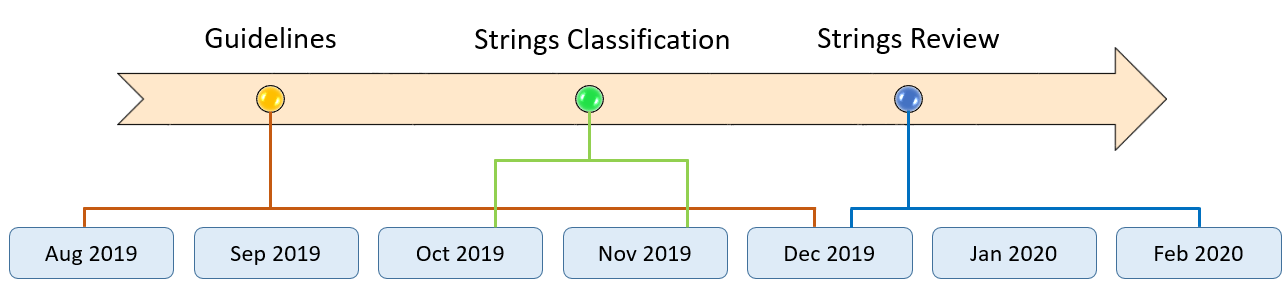 Guidelines
Strings Classification
Strings Review
Aug 2019
Sep 2019
Oct 2019
Nov 2019
Dec 2019
Jan 2020
Feb 2020